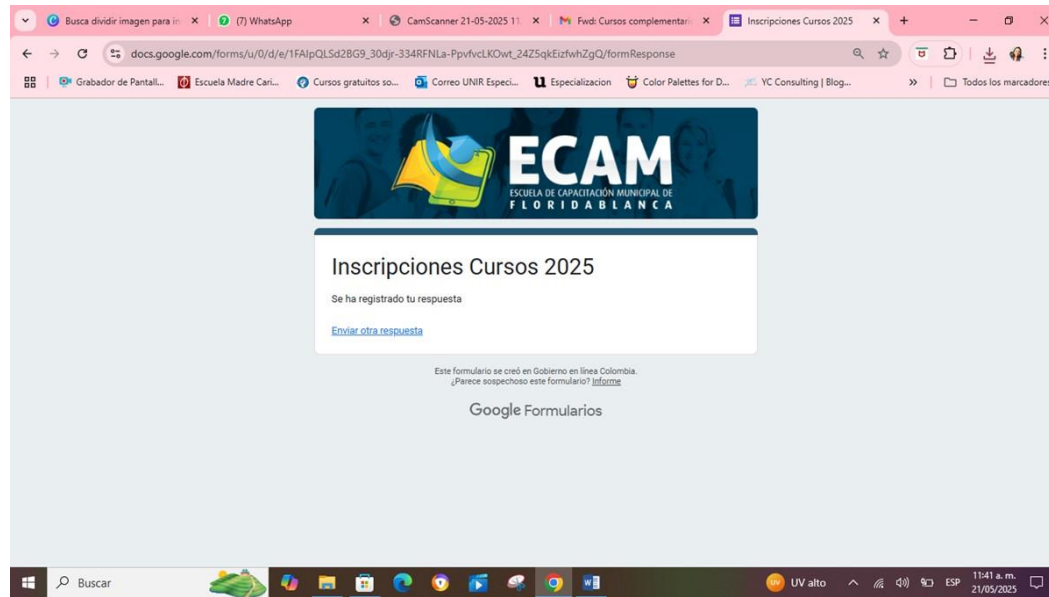 Busca dividir imagen para in
(7) WhatsApp
CamScanner 21-05-2025 11.
Fwd: Cursos complementari
Inscripciones Cursos 2025
docs.google.com/forms/u/0/d/e/1FAIpQLSd2BG9_30djr-334RFNLa-PpvfvcLKOwt_24Z5qkEizfwhZgQ/formResponse
Grabador de Pantall...
Escuela Madre Cari...
Cursos gratuitos so...
Correo UNIR Especi...
Especializacion
Color Palettes for D...
YC Consulting | Blog...
»
Todos los marcadores
ECAM
ESCUELA DE CAPACITACIÓN MUNICIPAL DE
FLORIDABLANCA
Inscripciones Cursos 2025
Se ha registrado tu respuesta
Enviar otra respuesta
Este formulario se creó en Gobierno en línea Colombia.
¿Parece sospechoso este formulario? Informe
Google Formularios
Buscar
UV alto
ESP
11:41 a. m.
21/05/2025